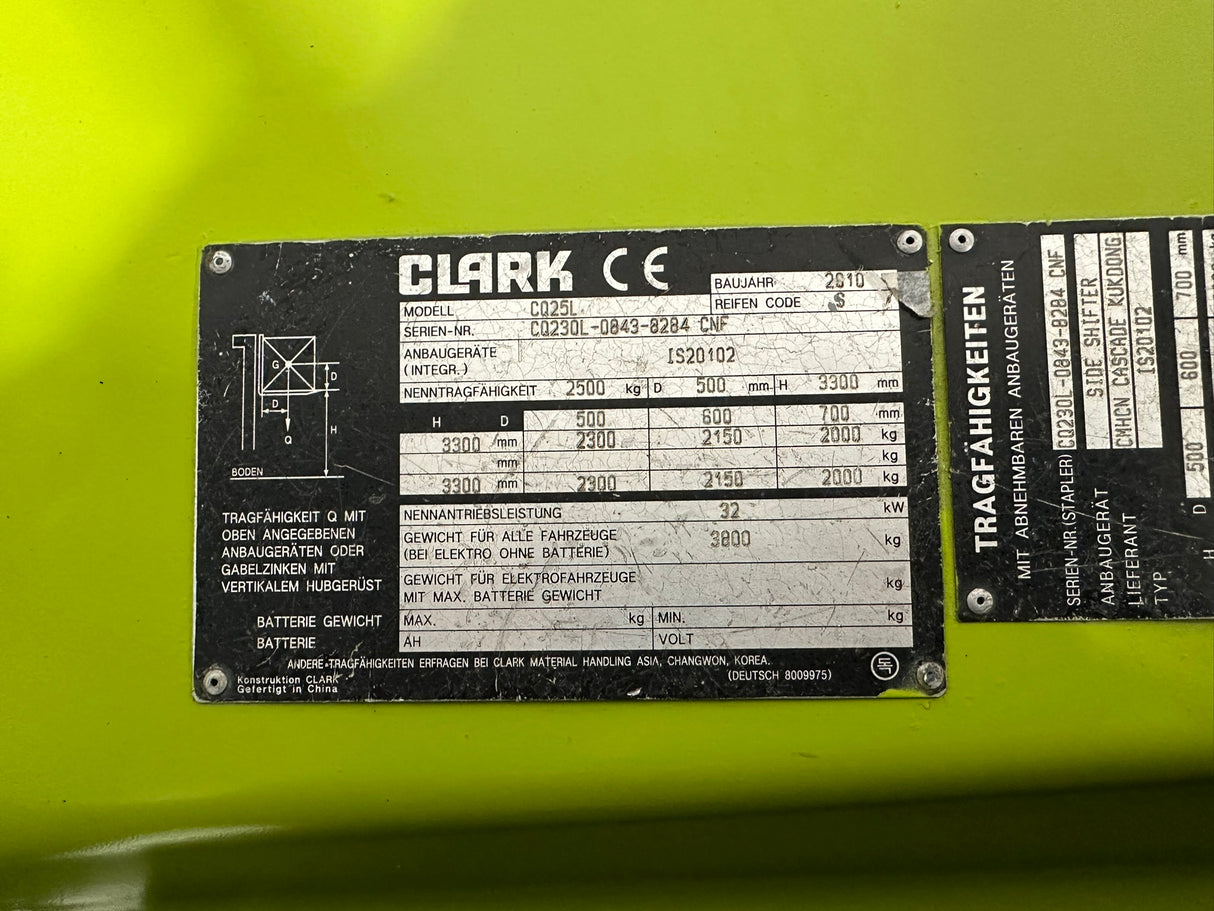 CLARK CE
BAUJAHR 2010
MODELL CQ25L REIFEN CODE S
SERIEN-NR. CQ230L-0843-8284 CNF
ANBAUGERÄTE
(INTEGR.) IS20102
NENNTRAGFÄHIGKEIT 2500 kg D 500 mm H 3300 mm
H D 500 600 700 mm
3300 mm 2300 2150 2000 kg
mm kg
3300 mm 2300 2150 2000 kg
NENNANTRIEBSLEISTUNG 32 kW
GEWICHT FÜR ALLE FAHRZEUGE
(BEI ELEKTRO OHNE BATTERIE) 3800 kg
GEWICHT FÜR ELEKTROFAHRZEUGE
MIT MAX. BATTERIE GEWICHT kg
BATTERIE GEWICHT MAX. kg MIN. kg
BATTERIE AH VOLT
G
D
D
Q
H
BODEN
TRAGFÄHIGKEIT Q MIT
OBEN ANGEGEBENEN
ANBAUGERÄTEN ODER
GABELZINKEN MIT
VERTIKALEM HUBGERÜST
ANDERE TRAGFÄHIGKEITEN ERFRAGEN BEI CLARK MATERIAL HANDLING ASIA, CHANGWON, KOREA.
(DEUTSCH 8009975)
Konstruktion CLARK
Gefertigt in China
TRAGFÄHIGKEITEN
MIT ABNEHMBAREN ANBAUGERÄTEN
SERIEN-NR.(STAPLER) CQ230L-0843-8284 CNF
ANBAUGERÄT SIDE SHIFTER
LIEFERANT CMHCN CASCADE KUKDONG
TYP IS20102
D 500 600 700 mm
H